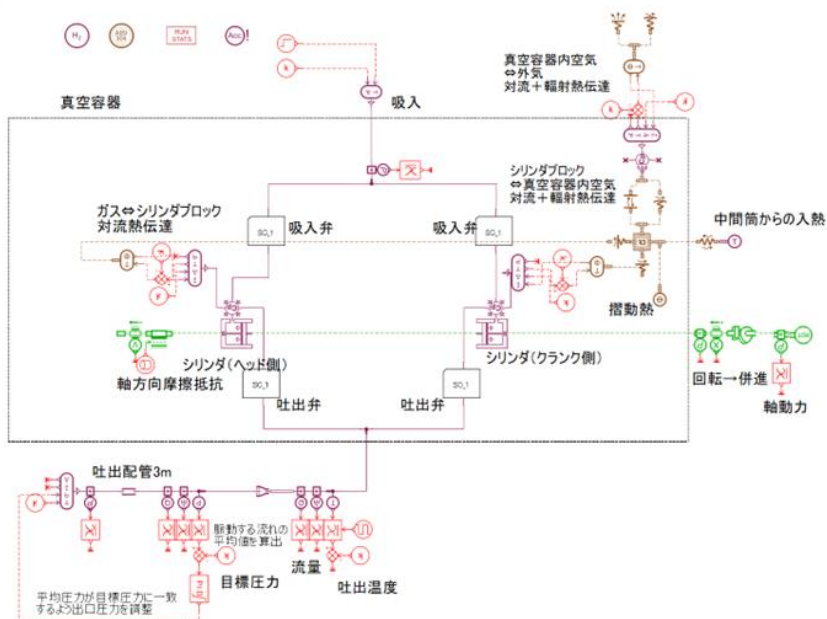 H₂
RUN
STATS
Acc.!
真空容器内空気
⇔外気
対流+輻射熱伝達
真空容器
吸入
シリンダブロック
⇔真空容器内空気
対流+輻射熱伝達
ガス⇔シリンダブロック
対流熱伝達
吸入弁
吸入弁
中間筒からの入熱
SC_1
SC_1
摺動熱
シリンダ(ヘッド側)
シリンダ(クランク側)
軸方向摩擦抵抗
SC_1
SC_1
回転→併進
吐出弁
吐出弁
軸動力
吐出配管3m
脈動する流れの
平均値を算出
流量
目標圧力
吐出温度
平均圧力が目標圧力に一致
するよう出口圧力を調整